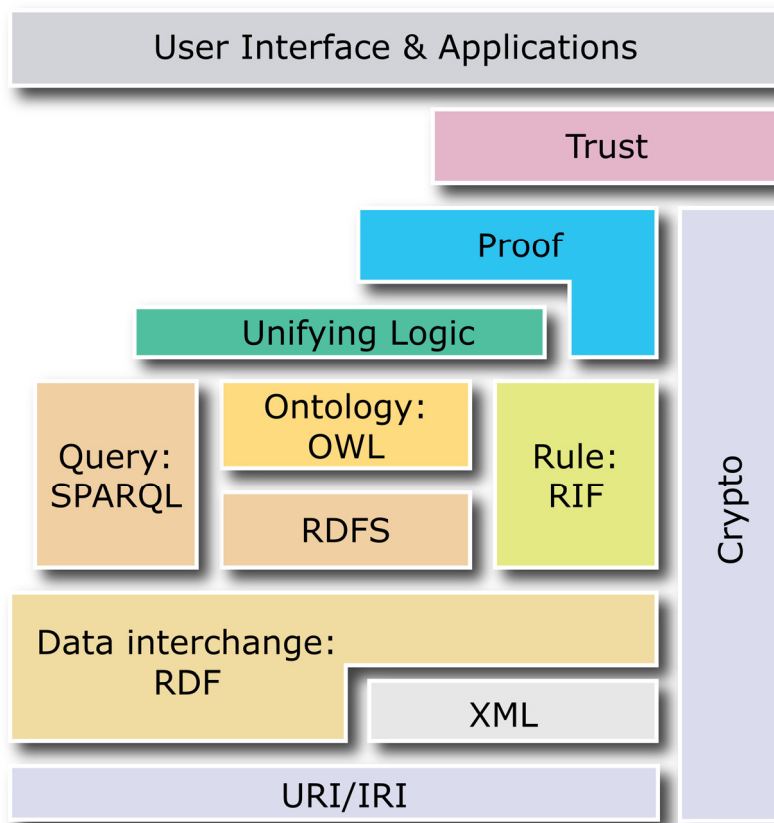 User Interface & Applications
Trust
Proof
Unifying Logic
Query:
SPARQL
Ontology:
OWL
RDFS
Rule:
RIF
Crypto
Data interchange:
RDF
XML
URI/IRI